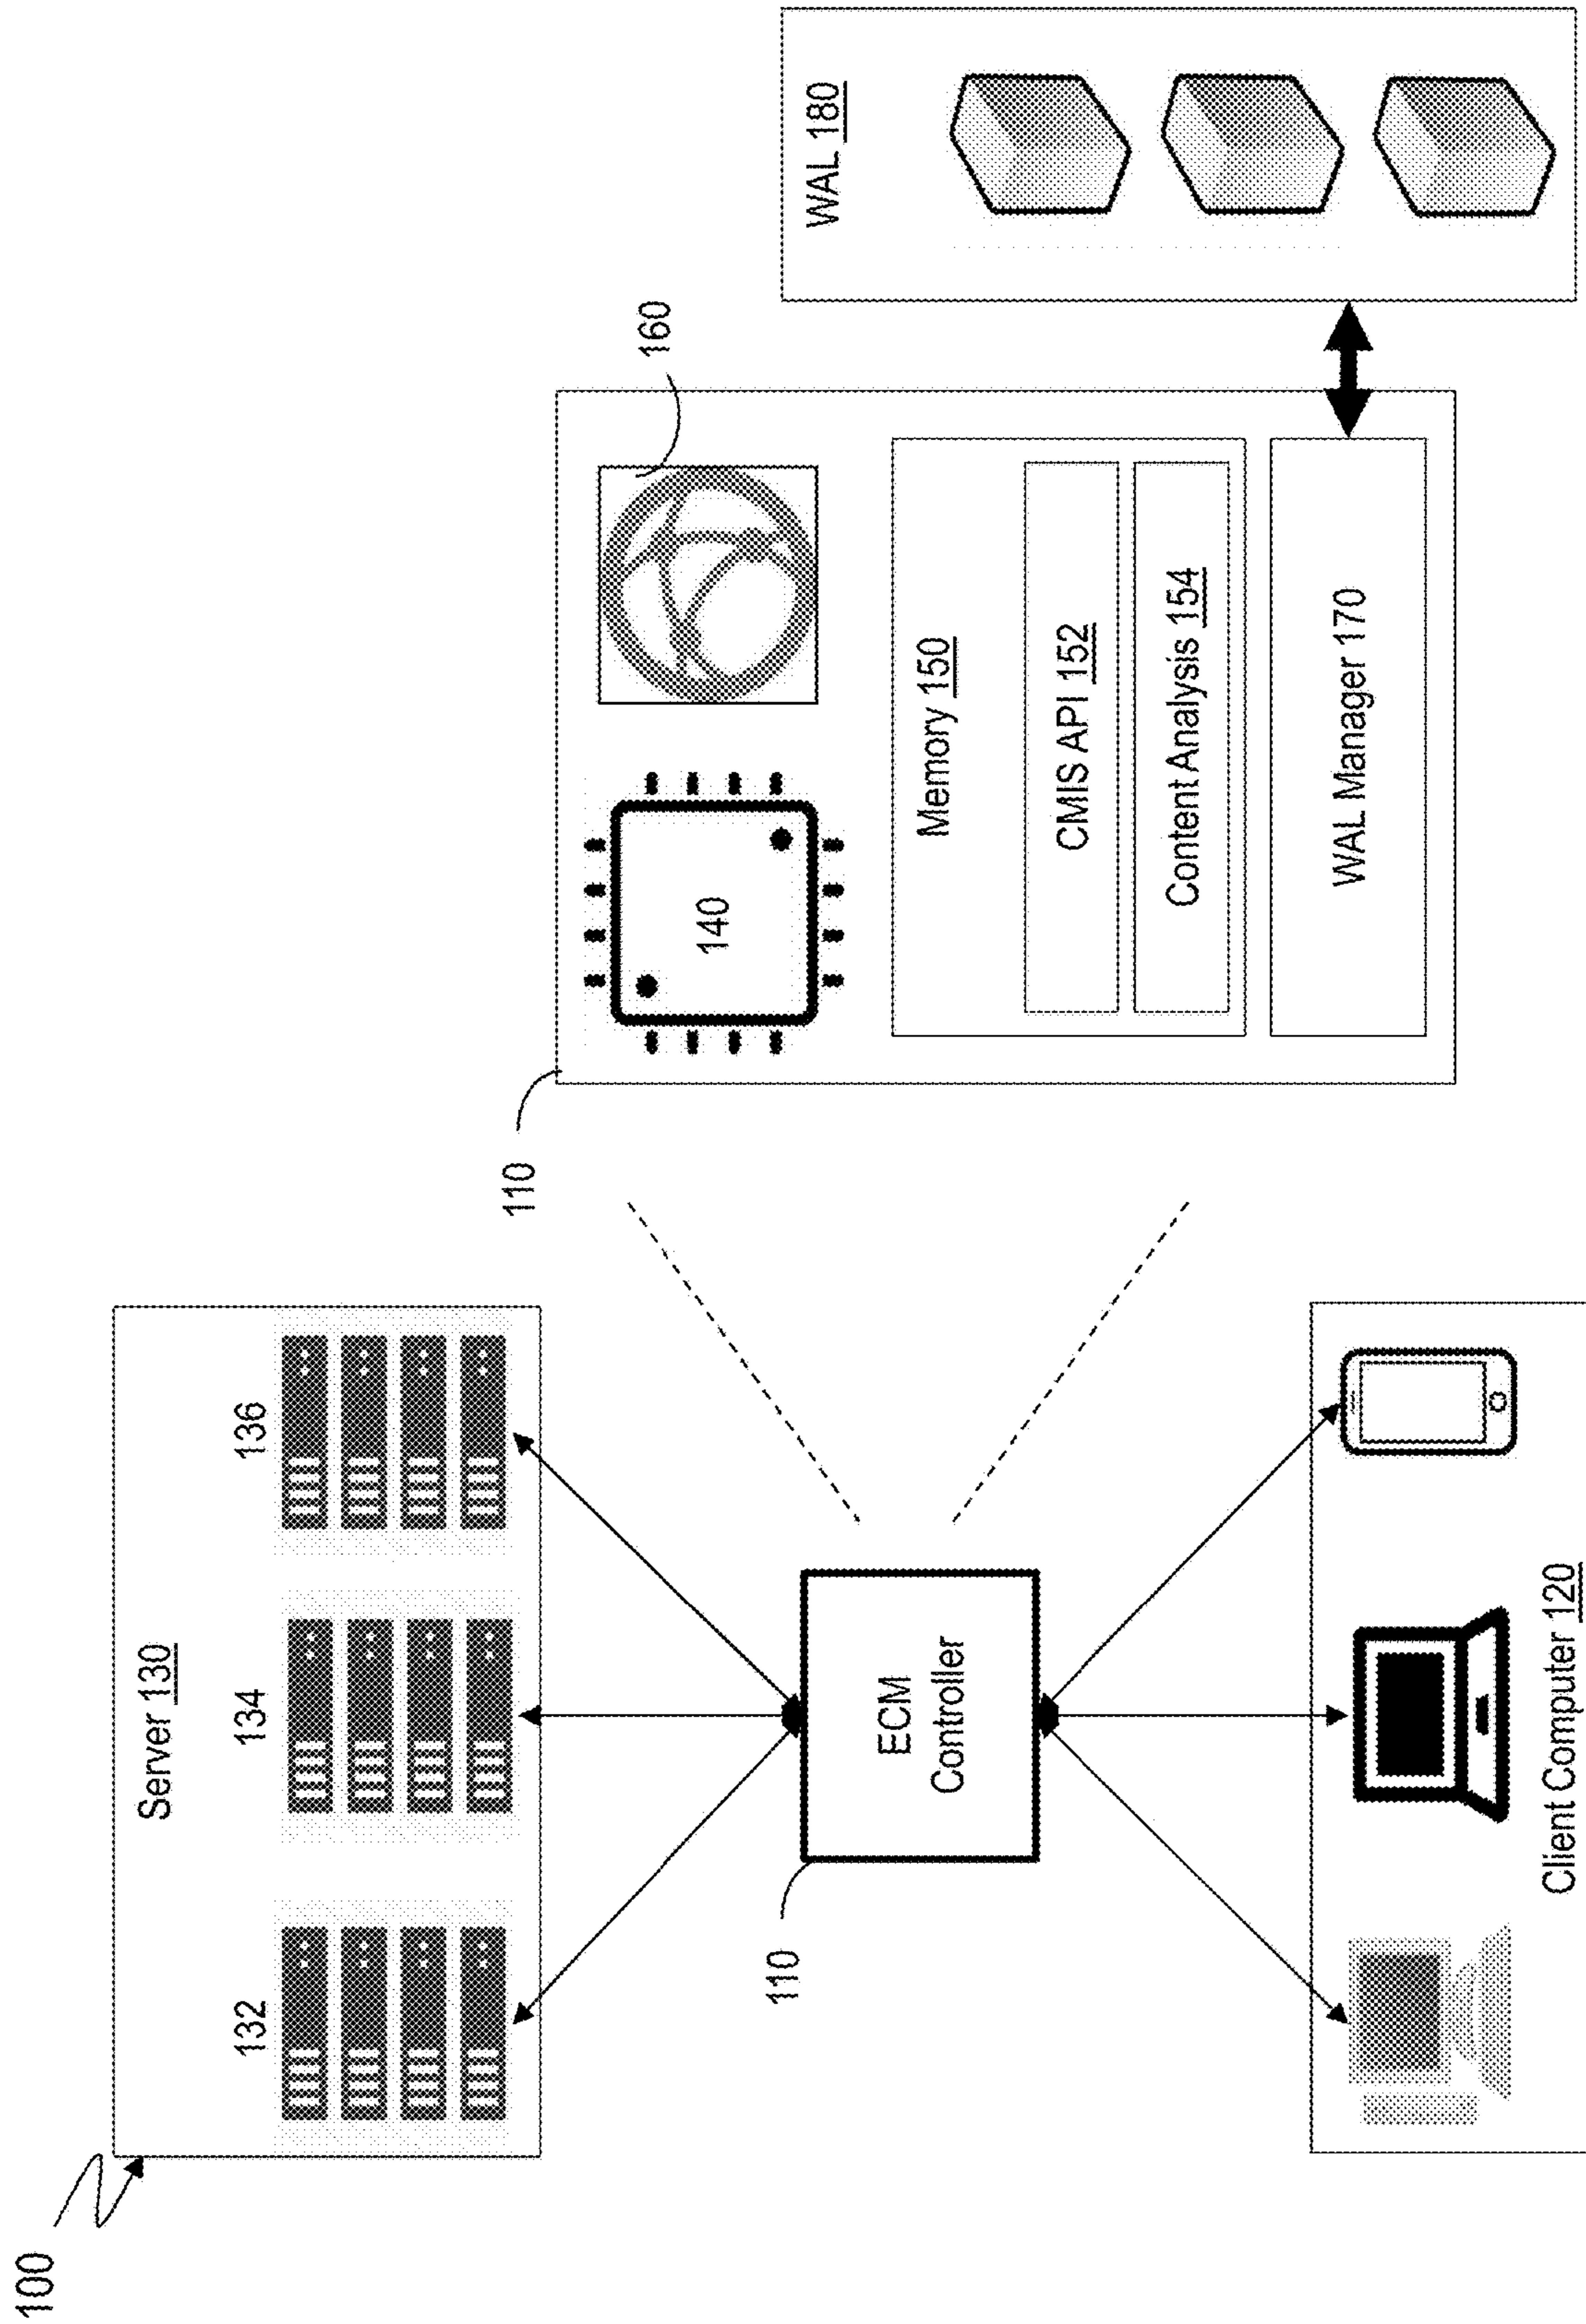 100
Server 130
132
134
136
110
ECM
Controller
Client Computer 120
110
140
160
Memory 150
CMIS API 152
Content Analysis 154
WAL Manager 170
WAL 180